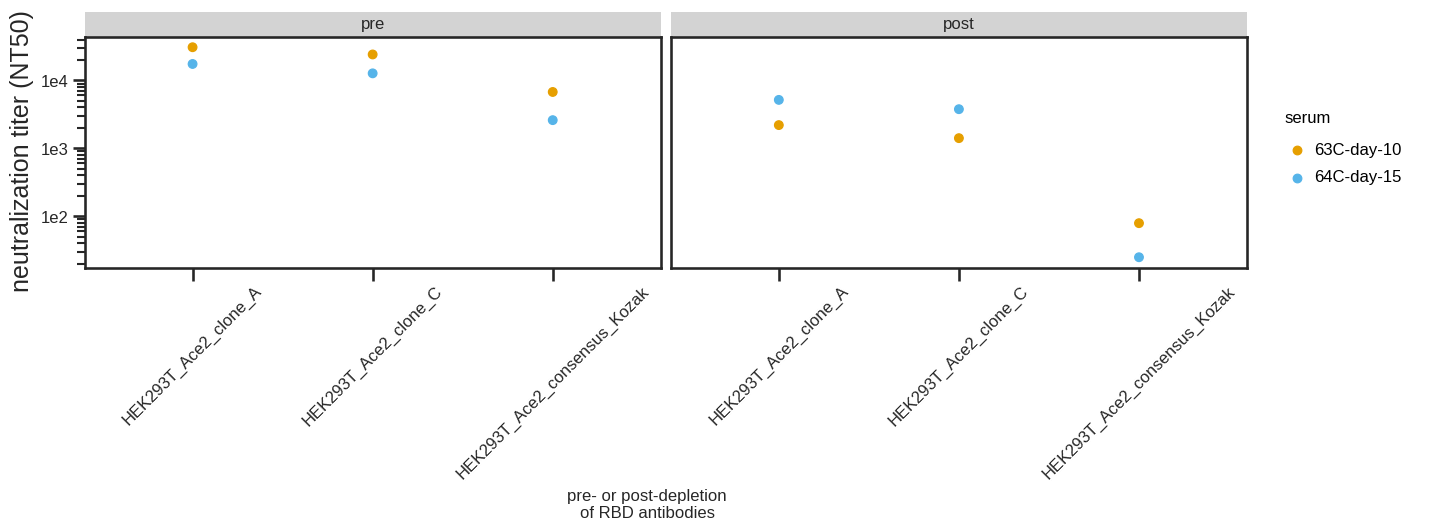 pre
post
neutralization titer (NT50)
1e4
1e3
1e2
serum
63C-day-10
64C-day-15
HEK293T_Ace2_clone_A
HEK293T_Ace2_clone_C
HEK293T_Ace2_consensus_Kozak
HEK293T_Ace2_clone_A
HEK293T_Ace2_clone_C
HEK293T_Ace2_consensus_Kozak
pre- or post-depletion
of RBD antibodies